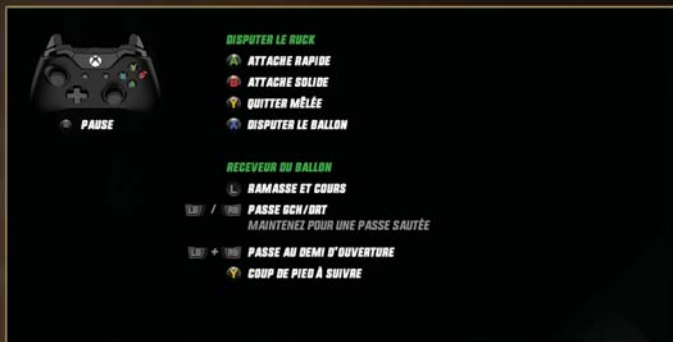 DISPUTER LE RUCK
A ATTACHE RAPIDE
B ATTACHE SOLIDE
Y QUITTER MÊLÉE
X DISPUTER LE BALLON
PAUSE
RECEVEUR DU BALLON
L RAMASSE ET COURS
LB / RB PASSE GCH/DRT
MAINTENEZ POUR UNE PASSE SAUTÉE
LB + RB PASSE AU DEMI D'OUVERTURE
Y COUP DE PIED À SUIVRE